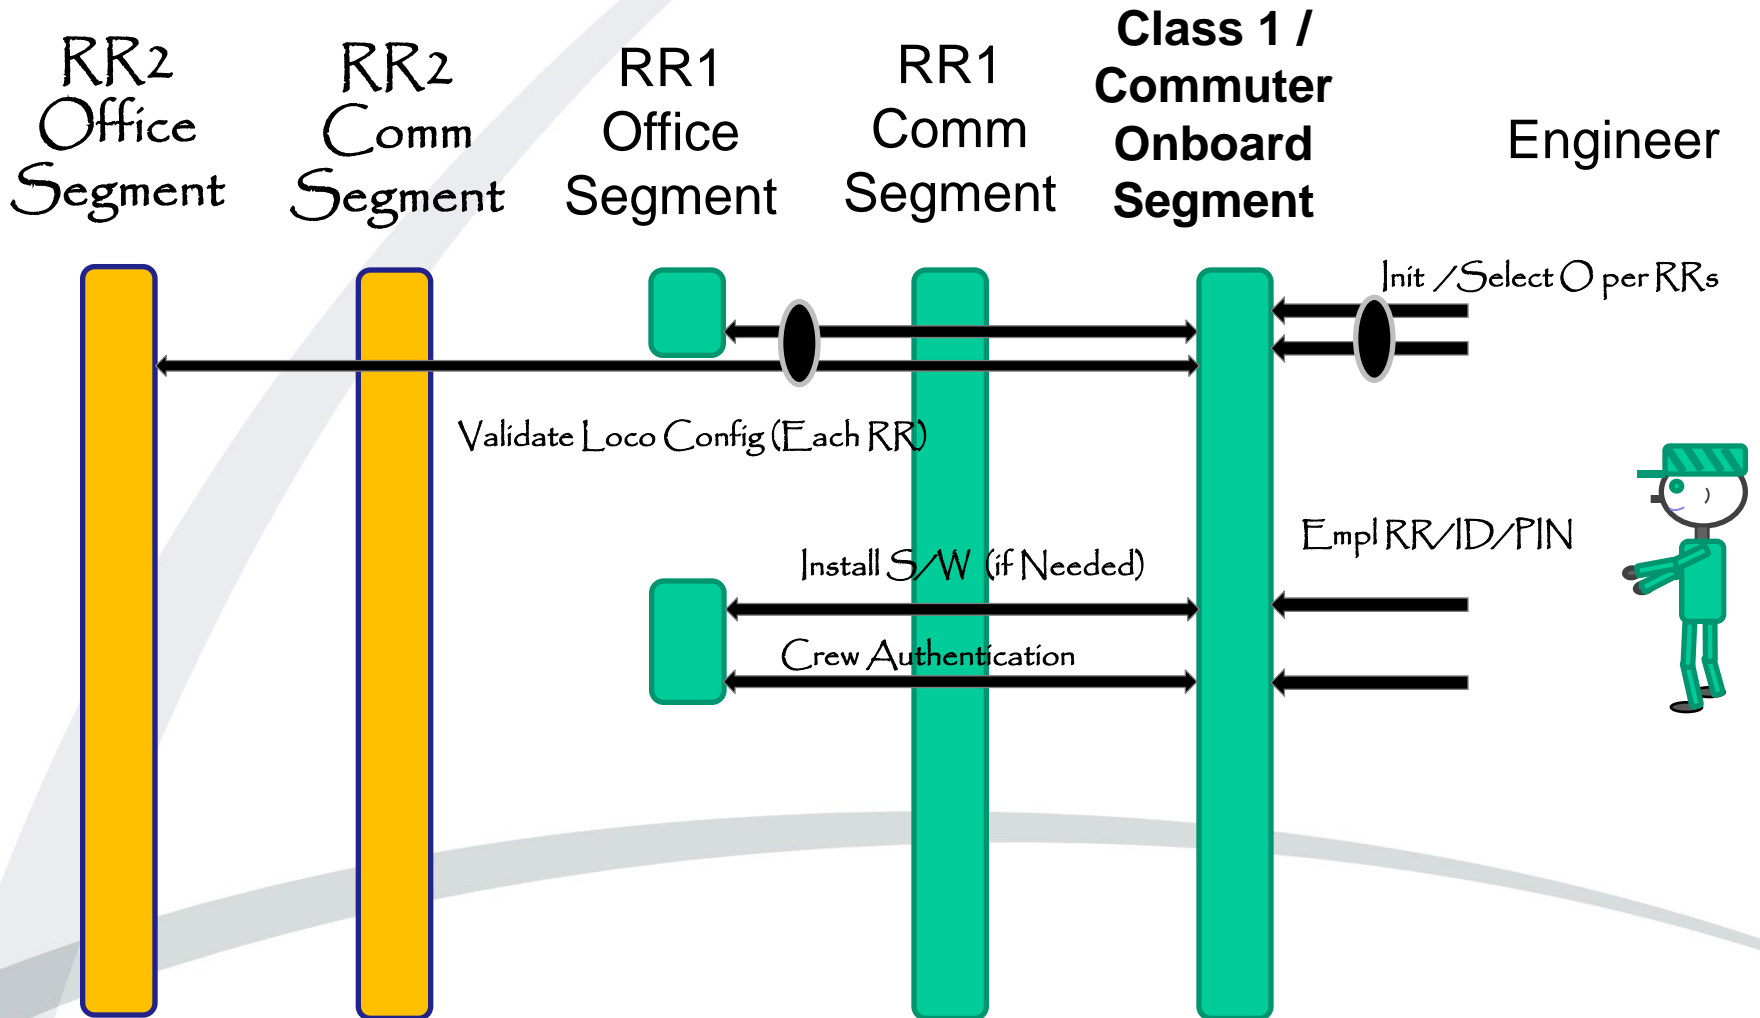 RR2
Office
Segment
RR2
Comm
Segment
RR1
Office
Segment
RR1
Comm
Segment
Class 1 /
Commuter
Onboard
Segment
Engineer
Init / Select O per RRs
Validate Loco Config (Each RR)
Empl RR/ID/PIN
Install S/W (if Needed)
Crew Authentication